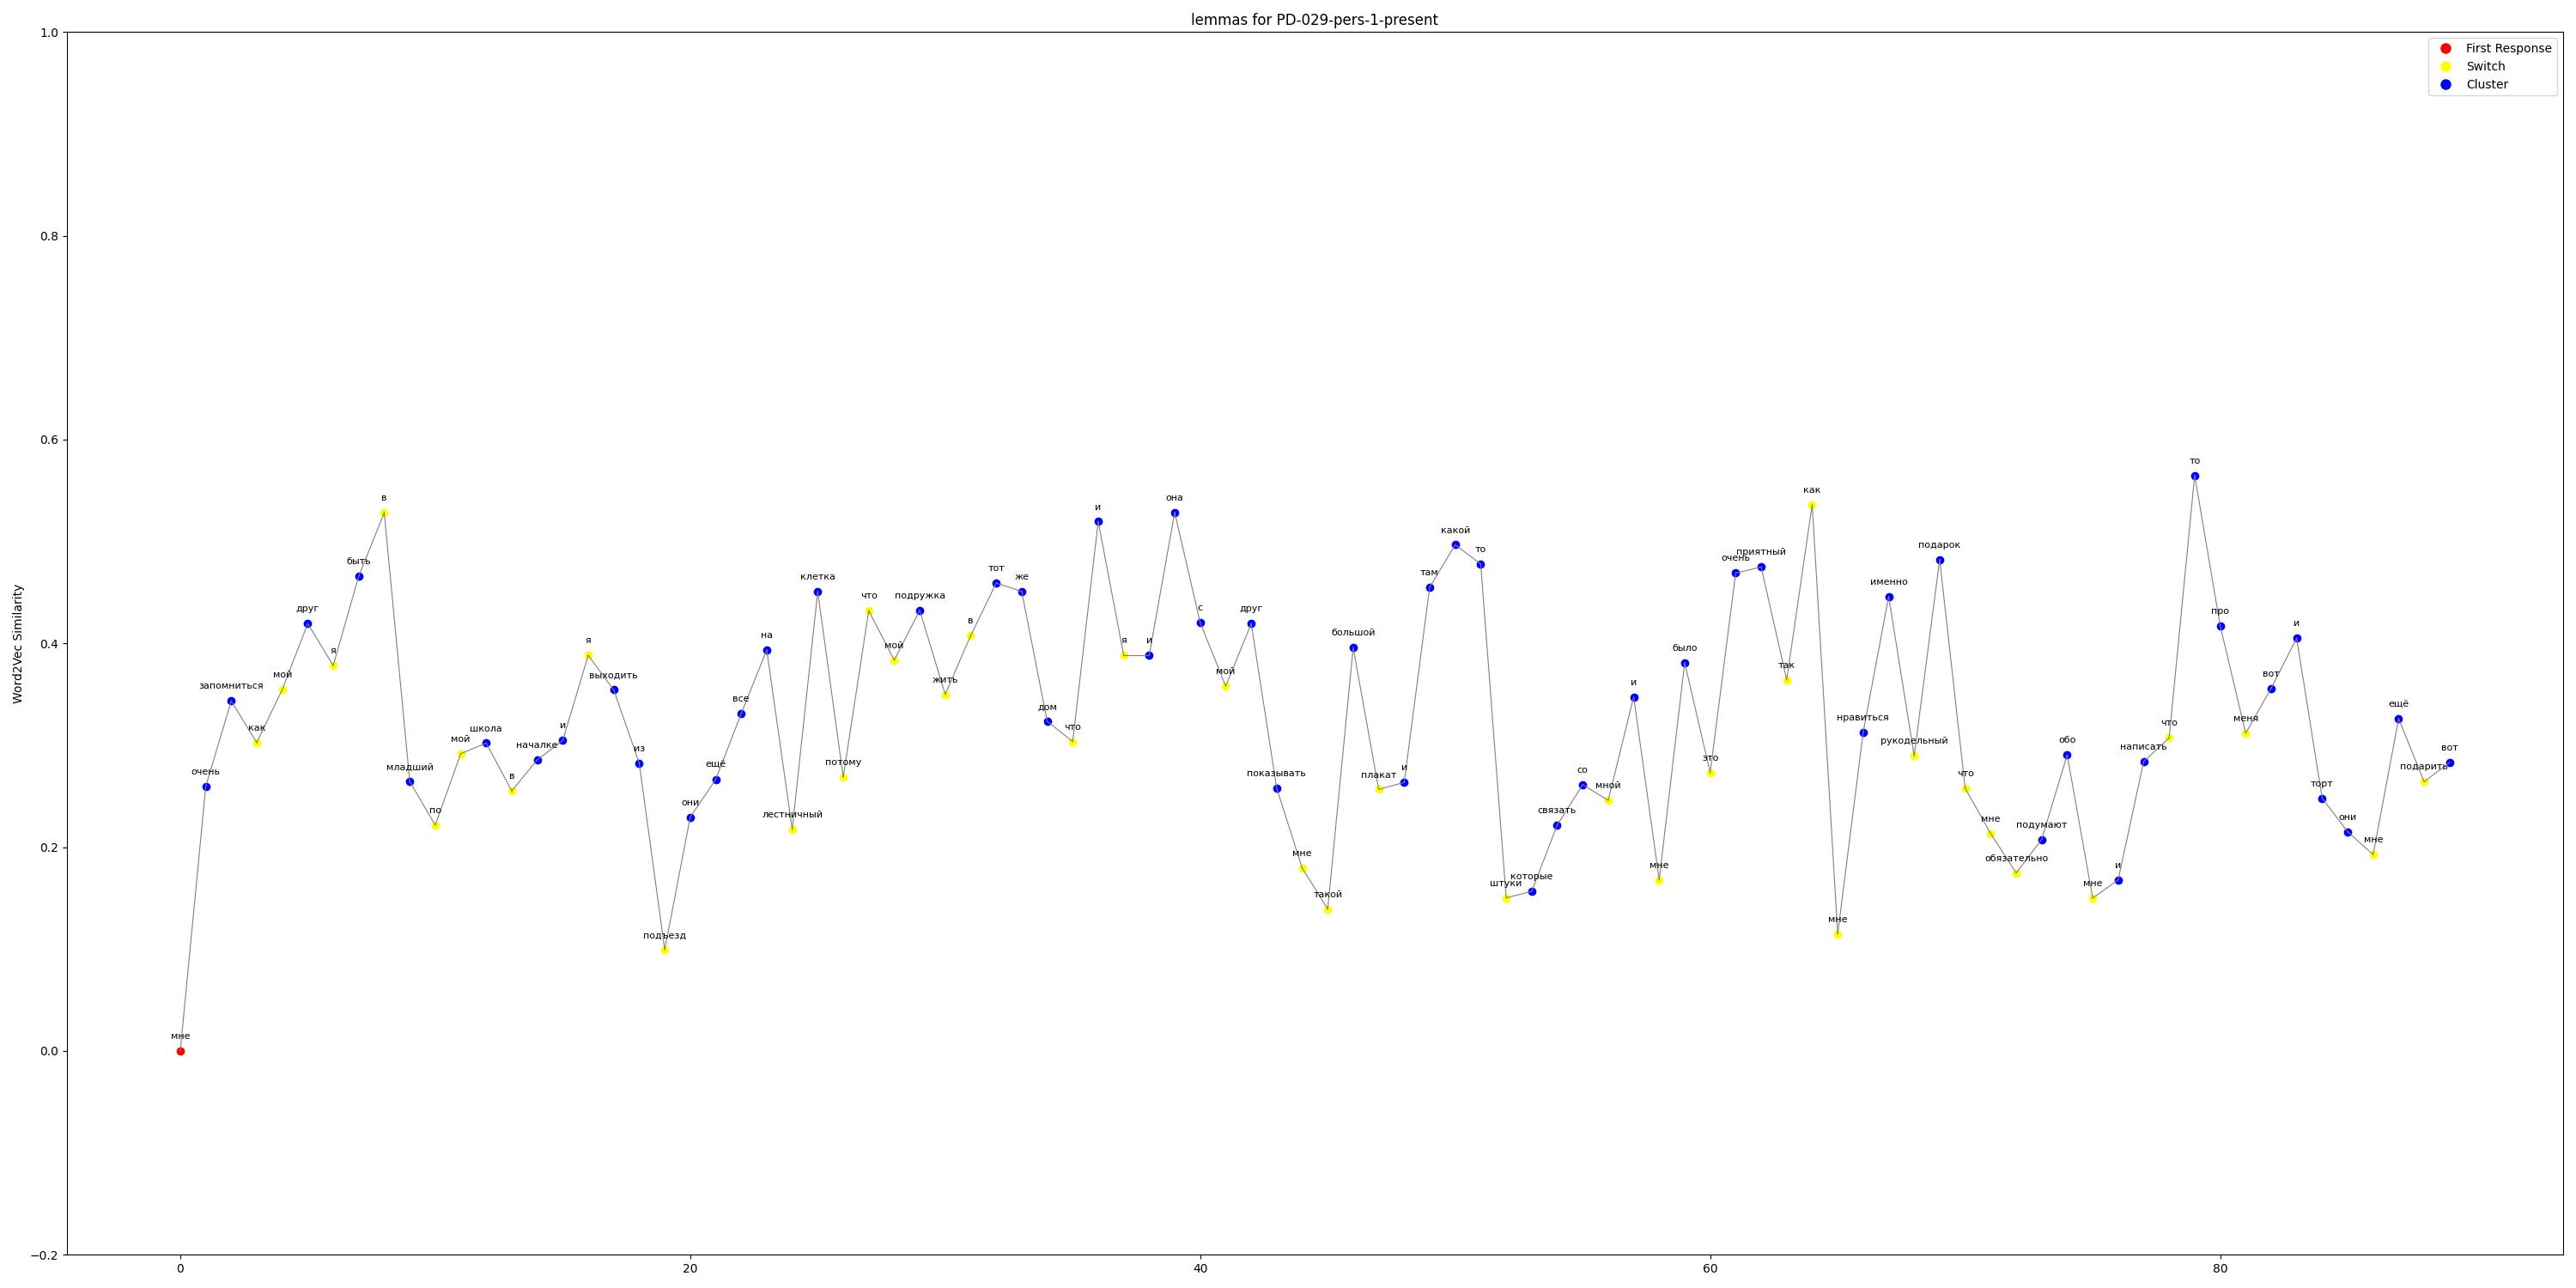 lemmas for PD-029-pers-1-present
First Response
Switch
Cluster
Word2Vec Similarity
1.0
0.8
0.6
0.4
0.2
0.0
−0.2
0
20
40
60
80
мне
очень
запомниться
как
мой
друг
я
быть
в
младший
по
мой
школа
в
началке
и
я
выходить
из
подъезд
они
ещё
все
на
лестничный
клетка
потому
что
мой
подружка
жить
в
тот
же
дом
что
и
я
и
она
с
мой
друг
показывать
мне
такой
большой
плакат
и
там
какой
то
штуки
которые
связать
со
мной
и
мне
было
это
очень
приятный
так
как
мне
нравиться
именно
рукодельный
подарок
что
мне
обязательно
подумают
обо
мне
и
написать
что
то
про
меня
вот
и
торт
они
мне
ещё
подарить
вот